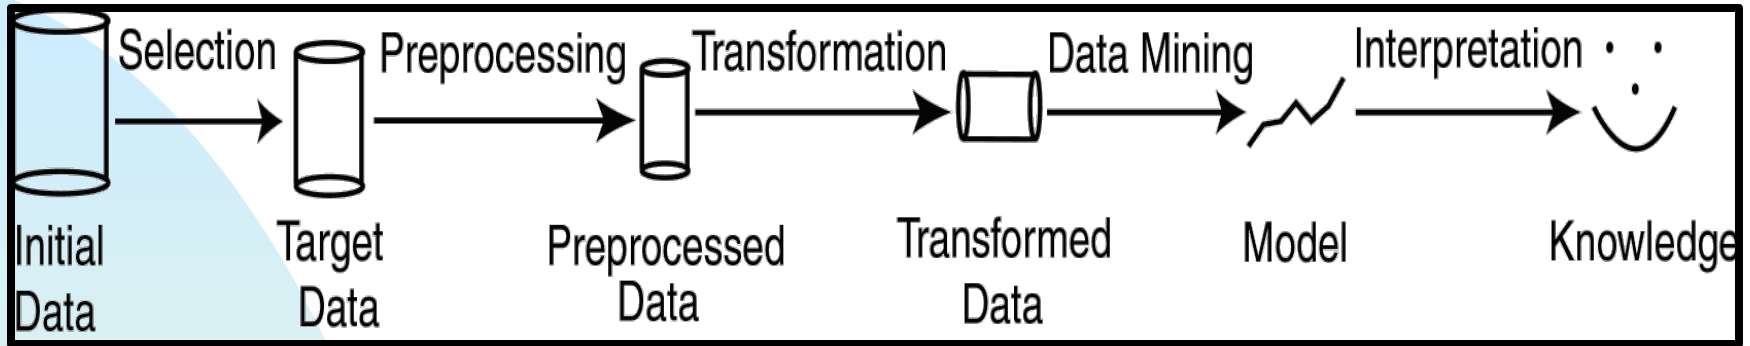 Selection
Preprocessing
Transformation
Data Mining
Interpretation
Initial
Data
Target
Data
Preprocessed
Data
Transformed
Data
Model
Knowledge